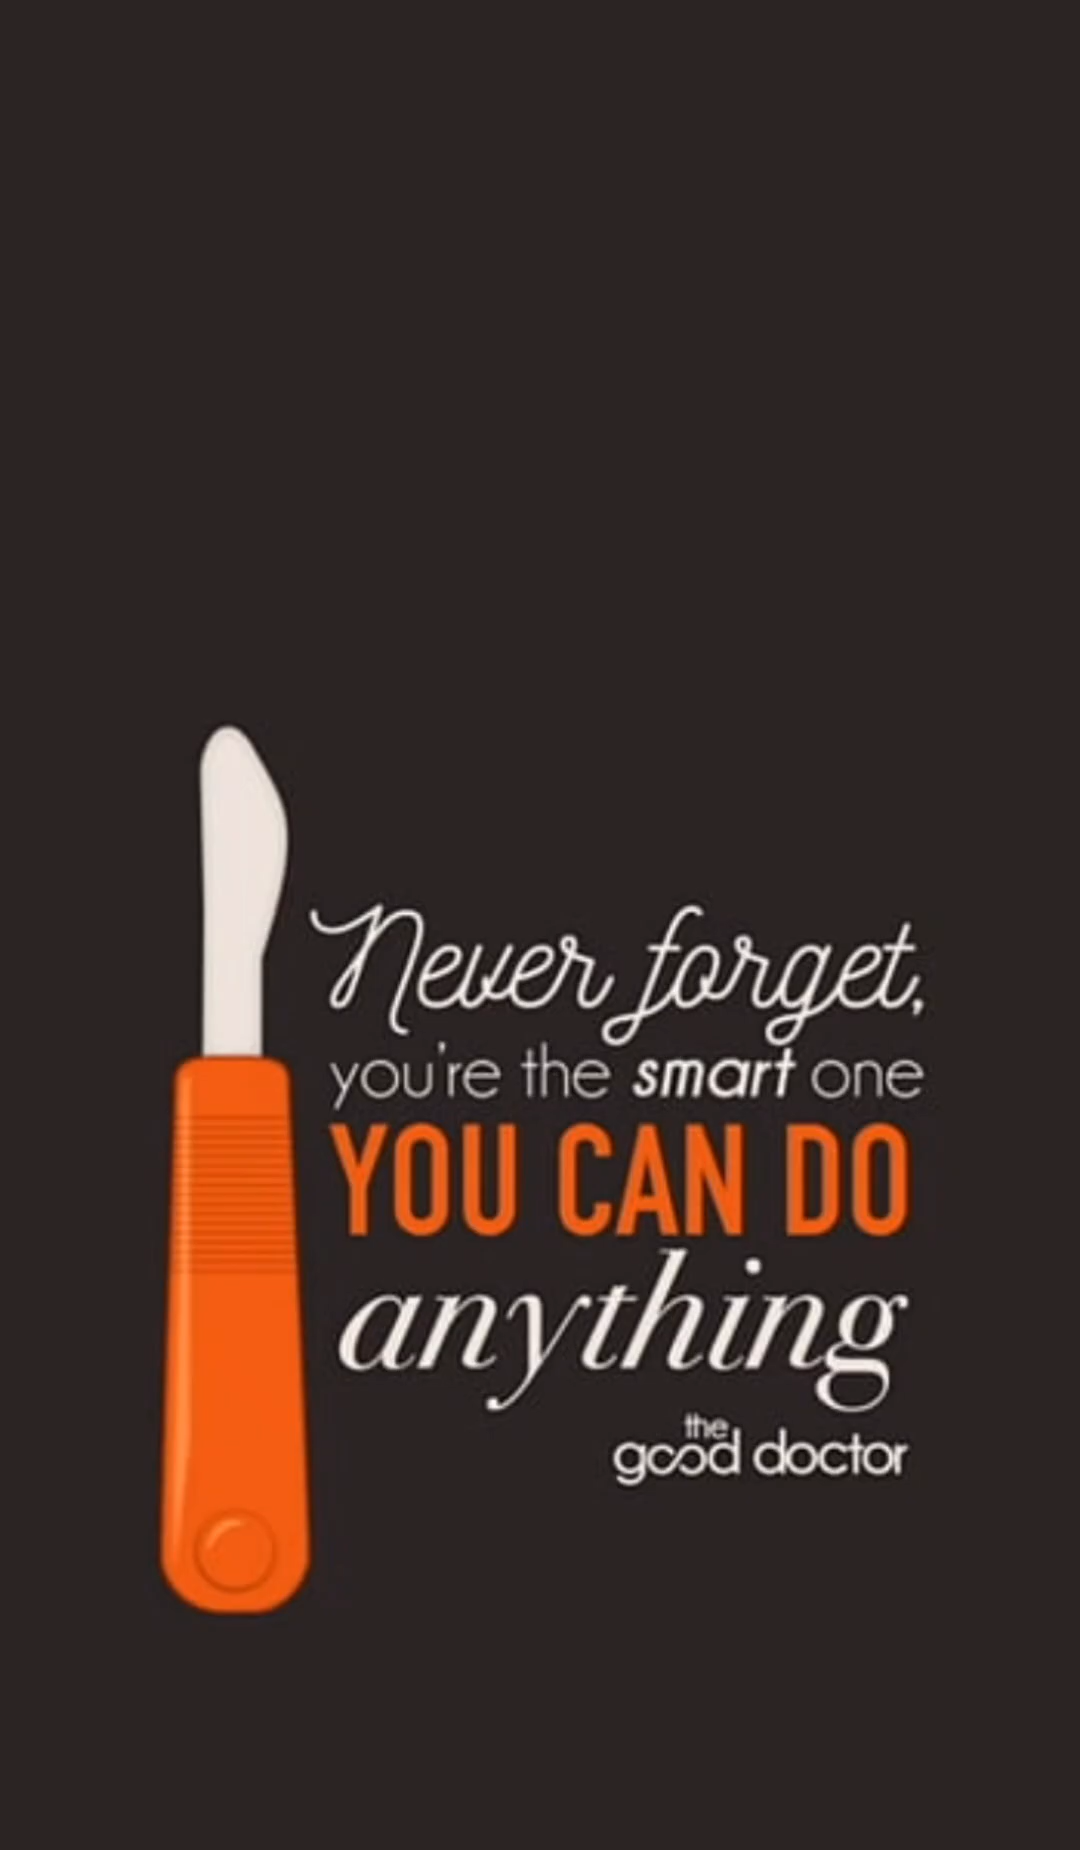 Never forget,
you're the smart one
YOU CAN DO
anything
the
good doctor